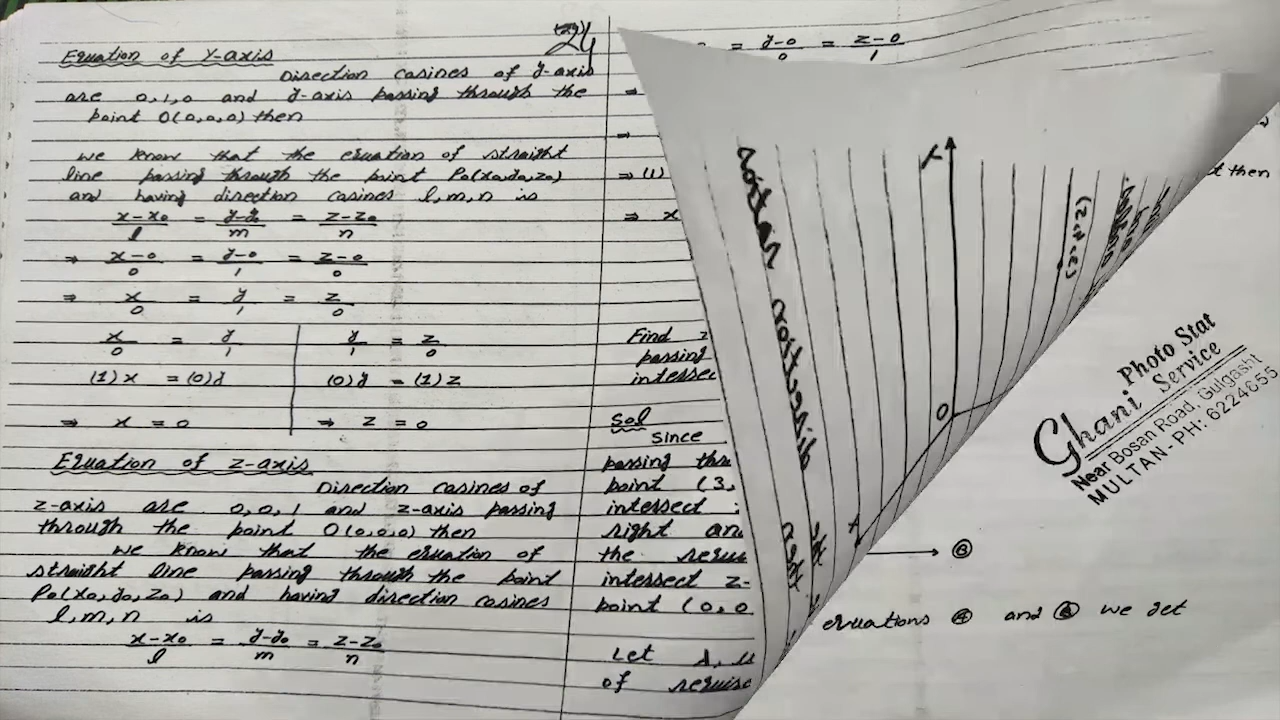 24
Equation of Y-axis
Direction cosines of y-axis
are 0,1,0 and y-axis passing through the
point O(0,0,0) then
we know that the equation of straight
line passing through the point P₀(x₀,y₀,z₀)
and having direction cosines l,m,n is
x-x₀/l = y-y₀/m = z-z₀/n
⇒ x-0/0 = y-0/1 = z-0/0
⇒ x/0 = y/1 = z/0
x/0 = y/1 | y/1 = z/0
(1)x = (0)y | (0)y = (1)z
⇒ x = 0 | ⇒ z = 0
Equation of z-axis
Direction cosines of
z-axis are 0,0,1 and z-axis passing
through the point O(0,0,0) then
we know that the equation of
straight line passing through the point
P₀(x₀,y₀,z₀) and having direction cosines
l,m,n is
x-x₀/l = y-y₀/m = z-z₀/n
= y-0/0 = z-0/1
⇒
⇒
⇒ (1)
t then
⇒ x
Find
passing
intersec
Sol
since
passing
point (3,
intersect
right
the
intersect z-
point (0,0
Let
of
O
A
Ghani Photo Stat
Service
Near Bosan Road, Gulgasht
MULTAN-PH: 6224655
→ B
equations A and B we get